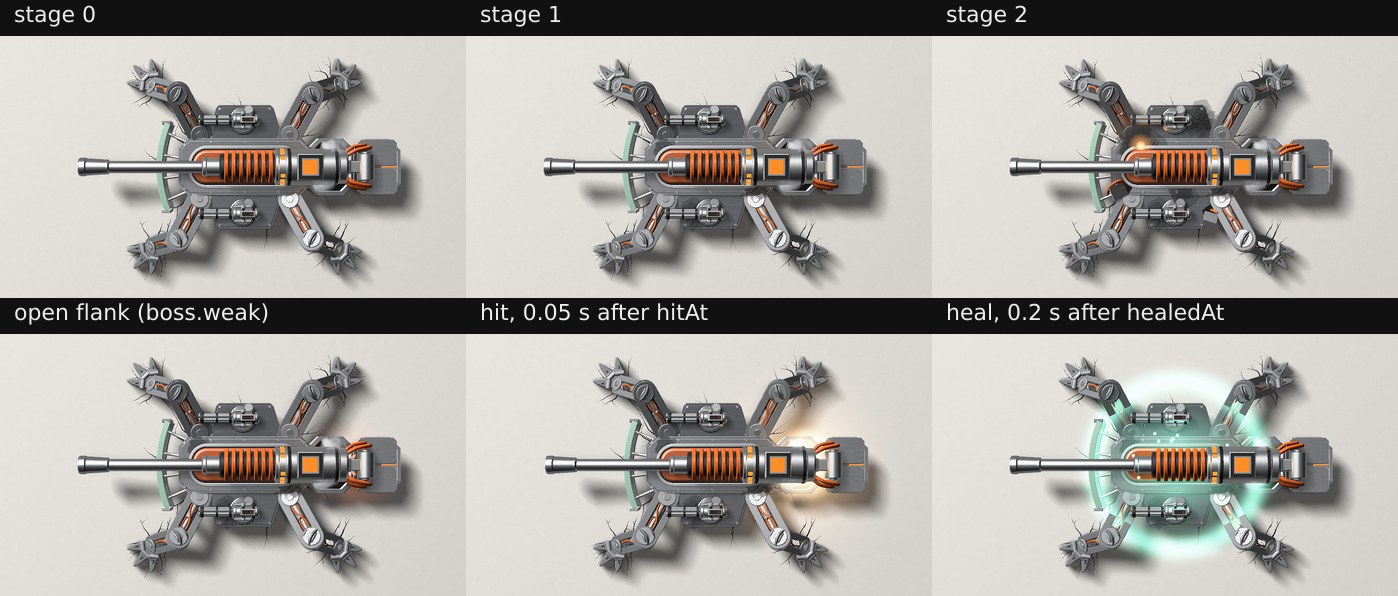 stage 0
stage 1
stage 2
open flank (boss.weak)
hit, 0.05 s after hitAt
heal, 0.2 s after healedAt